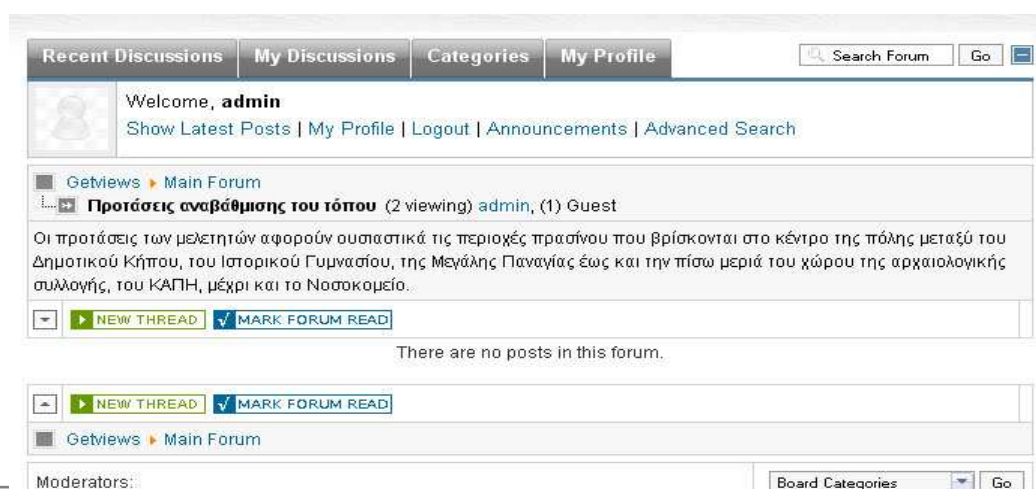 Recent Discussions My Discussions Categories My Profile Search Forum Go
Welcome, admin
Show Latest Posts | My Profile | Logout | Announcements | Advanced Search
Getviews Main Forum
Προτάσεις αναβάθμισης του τόπου (2 viewing) admin, (1) Guest
Οι προτάσεις των μελετητών αφορούν ουσιαστικά τις περιοχές πρασίνου που βρίσκονται στο κέντρο της πόλης μεταξύ του
Δημοτικού Κήπου, του Ιστορικού Γυμνασίου, της Μεγάλης Παναγίας έως και την πίσω μεριά του χώρου της αρχαιολογικής
συλλογής, του ΚΑΠΗ, μέχρι και το Νοσοκομείο.
NEW THREAD MARK FORUM READ
There are no posts in this forum.
NEW THREAD MARK FORUM READ
Getviews Main Forum
Moderators: Board Categories Go